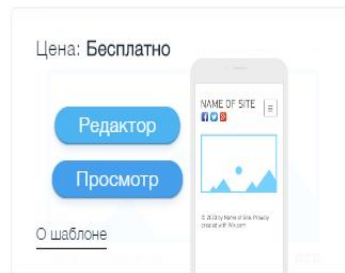 Цена: Бесплатно
Редактор
Просмотр
О шаблоне
NAME OF SITE